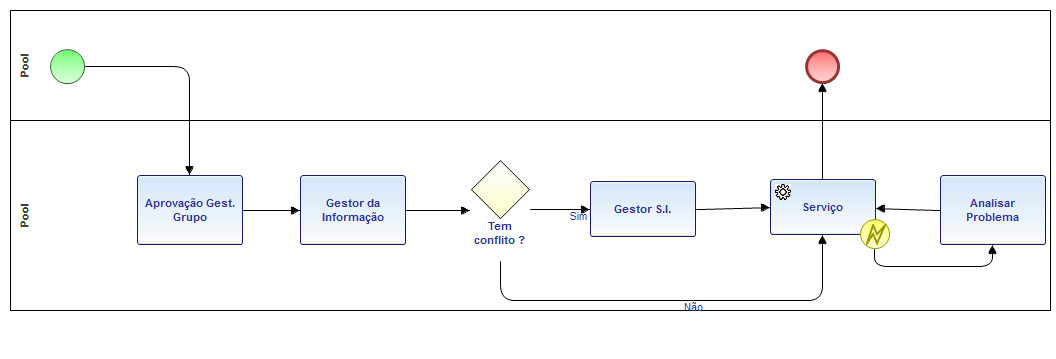 Pool
Pool
Aprovação Gest.
Grupo
Gestor da
Informação
Tem
conflito ?
Sim
Gestor S.I.
Serviço
Analisar
Problema
Não